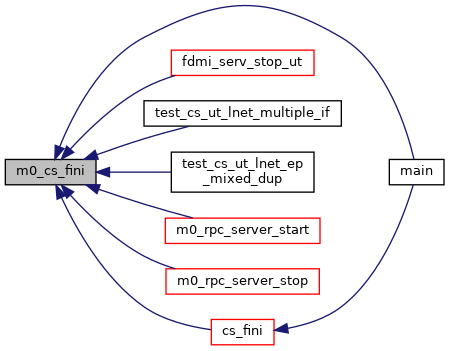 fdmi_serv_stop_ut
test_cs_ut_lnet_multiple_if
m0_cs_fini
test_cs_ut_lnet_ep
_mixed_dup
main
m0_rpc_server_start
m0_rpc_server_stop
cs_fini